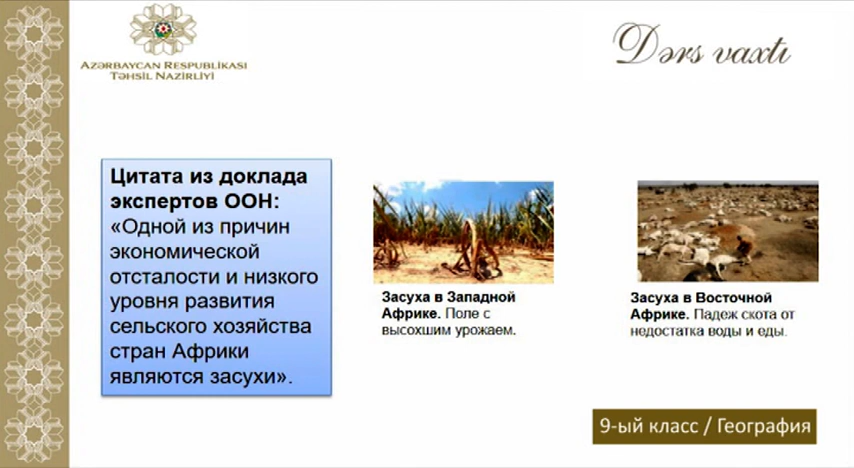 AZƏRBAYCAN RESPUBLIKASI
TƏHSIL NAZIRLIYI
Dərs vaxtı
Цитата из доклада
экспертов ООН:
«Одной из причин
экономической
отсталости и низкого
уровня развития
сельского хозяйства
стран Африки
являются засухи».
Засуха в Западной
Африке. Поле с
высохшим урожаем.
Засуха в Восточной
Африке. Падеж скота от
недостатка воды и еды.
9-ый класс / География